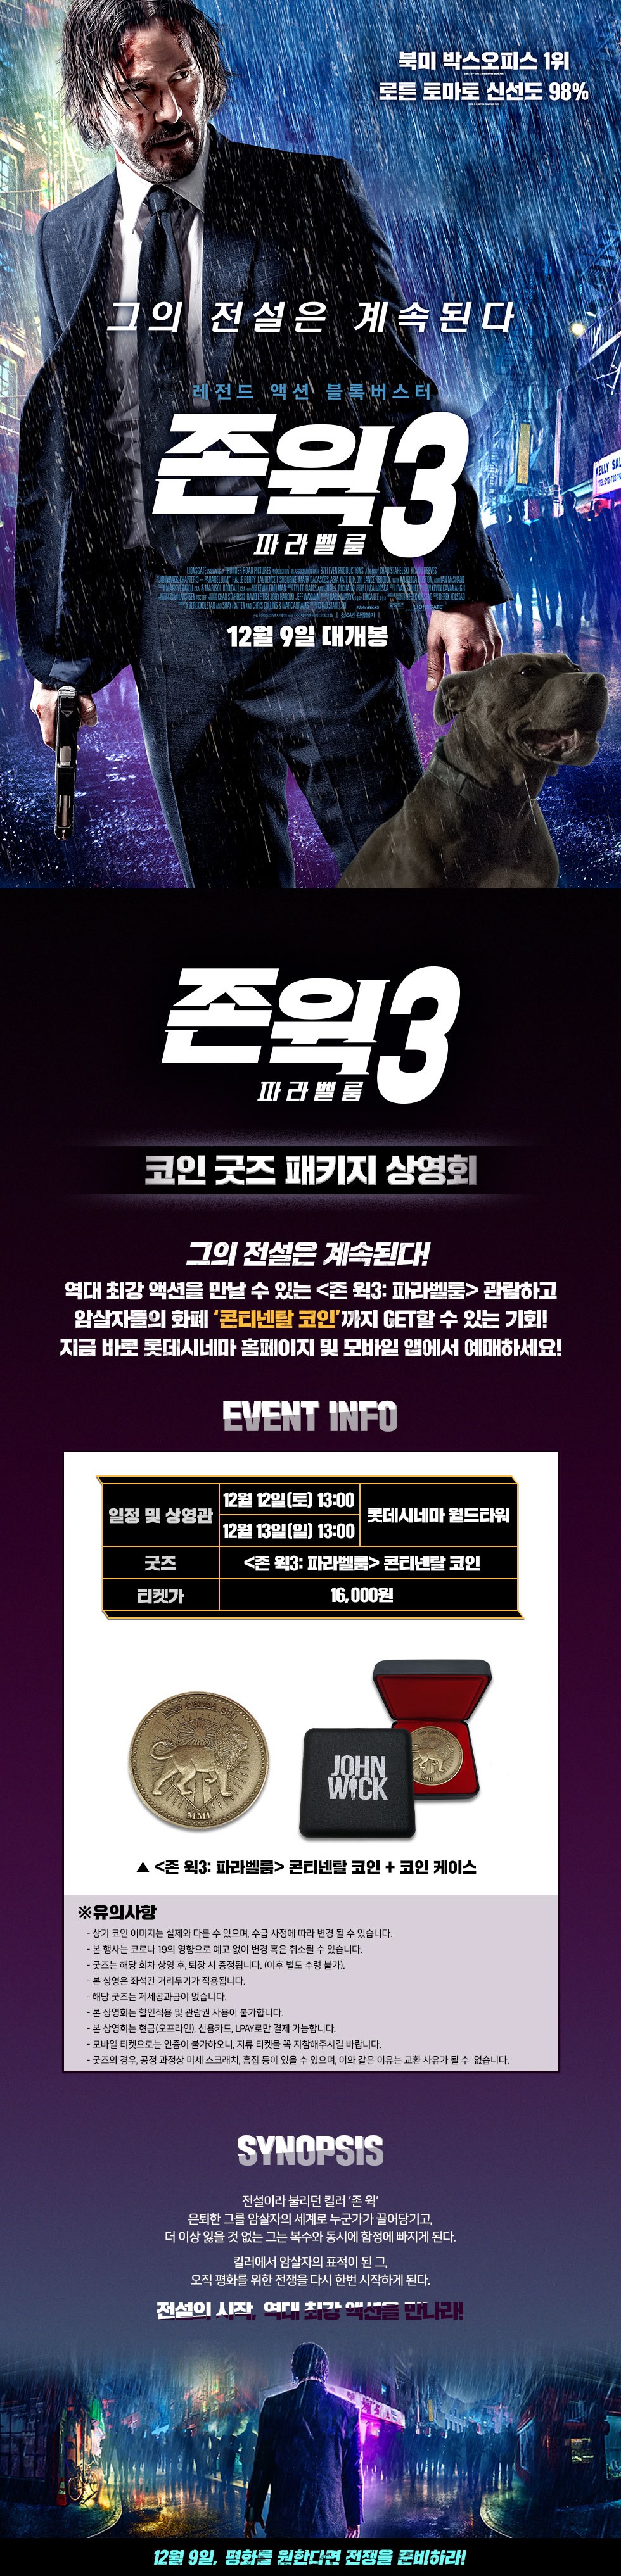 북미 박스오피스 1위
로튼 토마토 신선도 98%
그의 전설은 계속된다
레전드 액션 블록버스터
존윅3
파라벨룸
12월 9일 대개봉
KELLY
존윅3
파라벨룸
코인 굿즈 패키지 상영회
그의 전설은 계속된다!
역대 최강 액션을 만날 수 있는 <존 윅3: 파라벨룸> 관람하고
암살자들의 화폐 ‘콘티넨탈 코인’까지 GET할 수 있는 기회!
지금 바로 롯데시네마 홈페이지 및 모바일 앱에서 예매하세요!
EVENT INFO
일정 및 상영관
12월 12일(토) 13:00
12월 13일(일) 13:00
롯데시네마 월드타워
굿즈
<존 윅3: 파라벨룸> 콘티넨탈 코인
티켓가
16,000원
MMI
JOHN
WICK
▲ <존 윅3: 파라벨룸> 콘티넨탈 코인 + 코인 케이스
※유의사항
- 상기 코인 이미지는 실제와 다를 수 있으며, 수급 사정에 따라 변경 될 수 있습니다.
- 본 행사는 코로나 19의 영향으로 예고 없이 변경 혹은 취소될 수 있습니다.
- 굿즈는 해당 회차 상영 후, 퇴장 시 증정됩니다. (이후 별도 수령 불가).
- 본 상영은 좌석간 거리두기가 적용됩니다.
- 해당 굿즈는 제세공과금이 없습니다.
- 본 상영회는 할인적용 및 관람권 사용이 불가합니다.
- 본 상영회는 현금(오프라인), 신용카드, LPAY로만 결제 가능합니다.
- 모바일 티켓으로는 인증이 불가하오니, 지류 티켓을 꼭 지참해주시길 바랍니다.
- 굿즈의 경우, 공정 과정상 미세 스크래치, 흠집 등이 있을 수 있으며, 이와 같은 이유는 교환 사유가 될 수 없습니다.
SYNOPSIS
전설이라 불리던 킬러 '존 윅'
은퇴한 그를 암살자의 세계로 누군가가 끌어당기고,
더 이상 잃을 것 없는 그는 복수와 동시에 함정에 빠지게 된다.
킬러에서 암살자의 표적이 된 그,
오직 평화를 위한 전쟁을 다시 한번 시작하게 된다.
전설의 시작, 역대 최강 액션을 만나라!
12월 9일, 평화를 원한다면 전쟁을 준비하라!